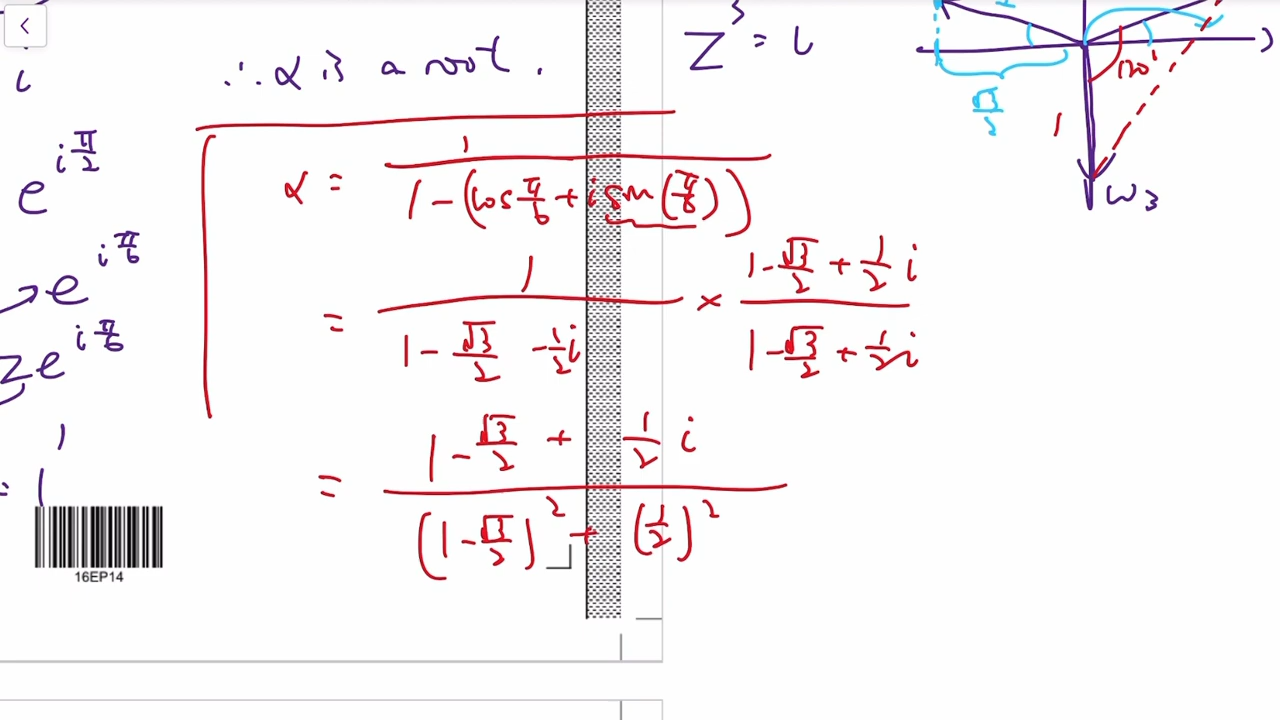 <
i
∴ α is a root.
Z³ = i
√3/2
1
120°
ω₃
e^(iπ/2)
α = 1/(1 - (cos π/6 + i sin(π/6)))
e^(iπ/6)
= 1/(1 - √3/2 - 1/2 i) × (1 - √3/2 + 1/2 i)/(1 - √3/2 + 1/2 i)
ze^(iπ/6)
1
= 1
= (1 - √3/2 + 1/2 i)/((1 - √3/2)² + (1/2)²)
16EP14